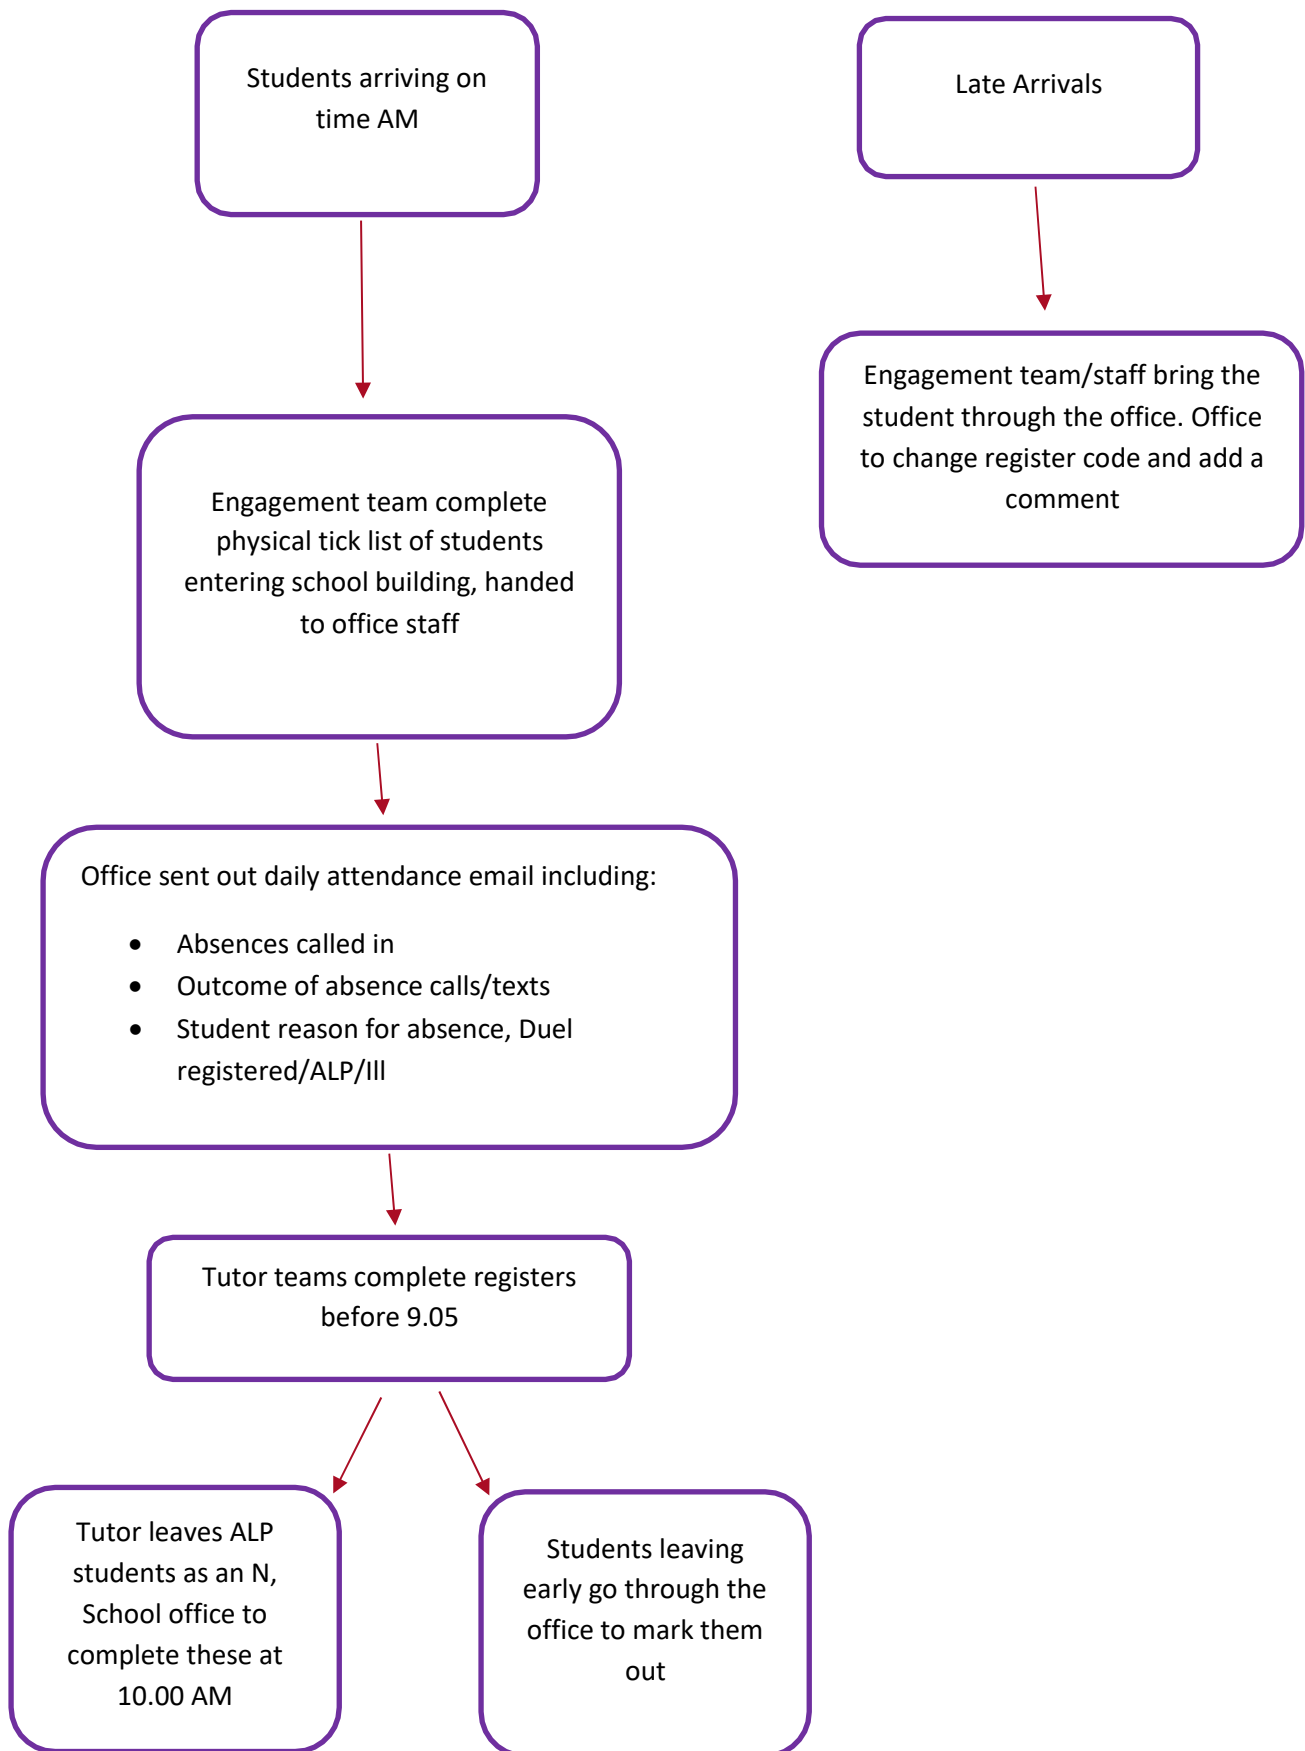 Students arriving on
time AM
Late Arrivals
Engagement team/staff bring the
student through the office. Office
to change register code and add a
comment
Engagement team complete
physical tick list of students
entering school building, handed
to office staff
Office sent out daily attendance email including:
• Absences called in
• Outcome of absence calls/texts
• Student reason for absence, Duel
registered/ALP/Ill
Tutor teams complete registers
before 9.05
Tutor leaves ALP
students as an N,
School office to
complete these at
10.00 AM
Students leaving
early go through the
office to mark them
out